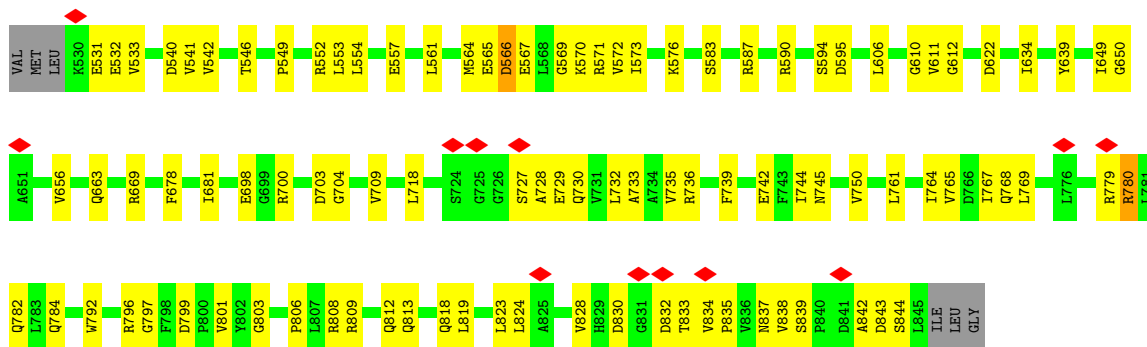 VAL MET LEU K530 E531 E532 V533 D540 V541 V542 T546 P549 R552 L553 L554 E557 L561 M564 E565 D566 E567 L568 G569 K570 R571 V572 I573 K576 S583 R587 R590 S594 D595 L606 G610 V611 G612 D622 I634 Y639 I649 G650
A651 V656 Q663 R669 F678 I681 E698 G699 R700 D703 G704 V709 L718 S724 G725 G726 S727 A728 E729 Q730 V731 L732 A733 A734 V735 R736 F739 E742 F743 I744 N745 V750 L761 I764 V765 D766 I767 Q768 L769 L776 R779 R780 L781
Q782 L783 Q784 W792 R796 G797 F798 D799 P800 V801 Y802 G803 P806 L807 R808 R809 Q812 Q813 Q818 L819 L823 L824 A825 V828 H829 D830 G831 D832 T833 V834 P835 V836 N837 V838 S839 P840 D841 A842 D843 S844 L845 ILE LEU GLY